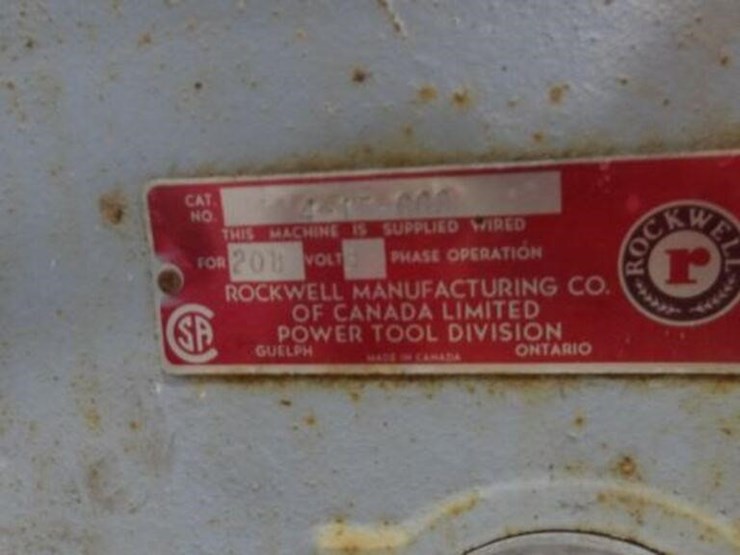 CAT.
NO.
THIS MACHINE IS SUPPLIED WIRED
FOR 208 VOLT PHASE OPERATION
ROCKWELL MANUFACTURING CO.
OF CANADA LIMITED
POWER TOOL DIVISION
GUELPH MADE IN CANADA ONTARIO
SA
ROCKWELL
r